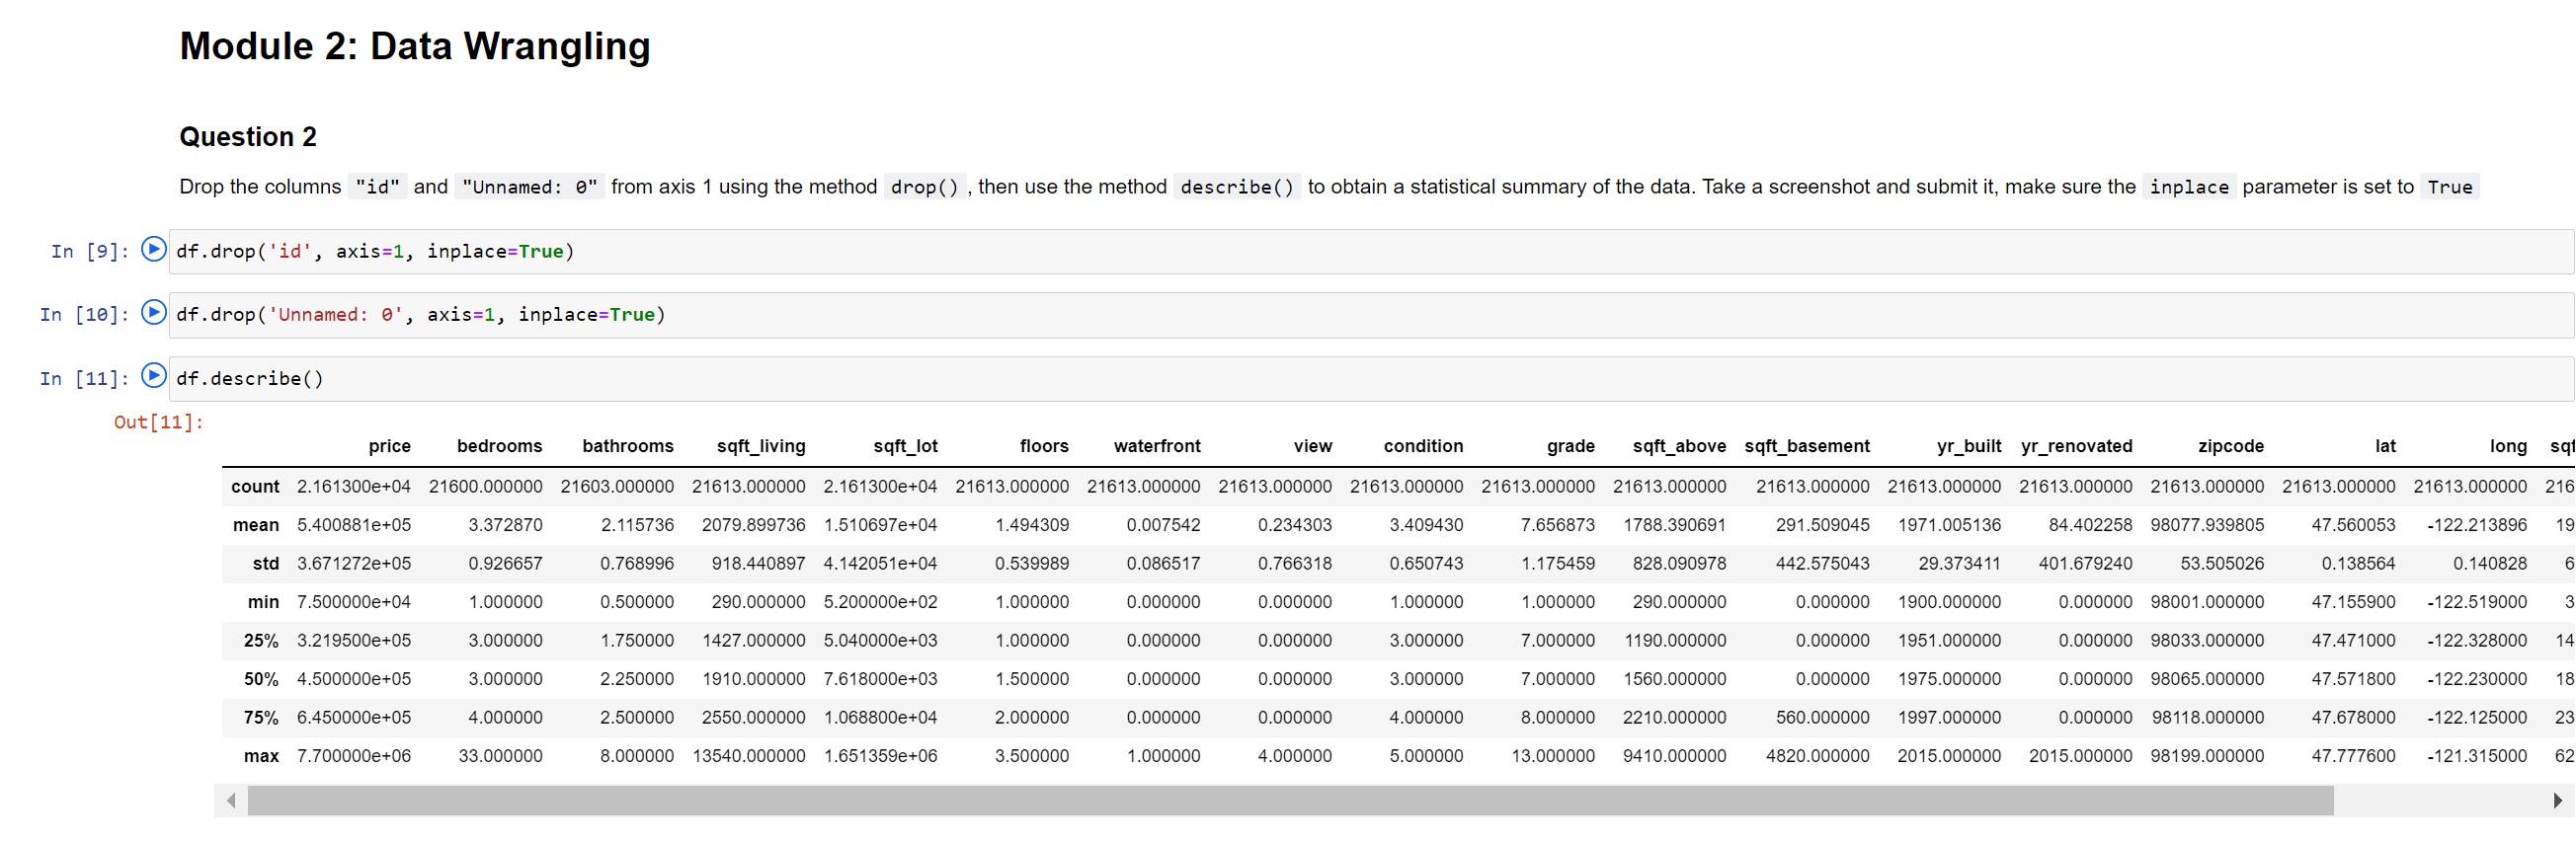 Module 2: Data Wrangling
Question 2
Drop the columns "id" and "Unnamed: 0" from axis 1 using the method drop() , then use the method describe() to obtain a statistical summary of the data. Take a screenshot and submit it, make sure the inplace parameter is set to True
In [9]: df.drop('id', axis=1, inplace=True)
In [10]: df.drop('Unnamed: 0', axis=1, inplace=True)
In [11]: df.describe()
Out[11]:
price bedrooms bathrooms sqft_living sqft_lot floors waterfront view condition grade sqft_above sqft_basement yr_built yr_renovated zipcode lat long sqf
count 2.161300e+04 21600.000000 21603.000000 21613.000000 2.161300e+04 21613.000000 21613.000000 21613.000000 21613.000000 21613.000000 21613.000000 21613.000000 21613.000000 21613.000000 21613.000000 21613.000000 21613.000000 216
mean 5.400881e+05 3.372870 2.115736 2079.899736 1.510697e+04 1.494309 0.007542 0.234303 3.409430 7.656873 1788.390691 291.509045 1971.005136 84.402258 98077.939805 47.560053 -122.213896 19
std 3.671272e+05 0.926657 0.768996 918.440897 4.142051e+04 0.539989 0.086517 0.766318 0.650743 1.175459 828.090978 442.575043 29.373411 401.679240 53.505026 0.138564 0.140828 6
min 7.500000e+04 1.000000 0.500000 290.000000 5.200000e+02 1.000000 0.000000 0.000000 1.000000 1.000000 290.000000 0.000000 1900.000000 0.000000 98001.000000 47.155900 -122.519000 3
25% 3.219500e+05 3.000000 1.750000 1427.000000 5.040000e+03 1.000000 0.000000 0.000000 3.000000 7.000000 1190.000000 0.000000 1951.000000 0.000000 98033.000000 47.471000 -122.328000 14
50% 4.500000e+05 3.000000 2.250000 1910.000000 7.618000e+03 1.500000 0.000000 0.000000 3.000000 7.000000 1560.000000 0.000000 1975.000000 0.000000 98065.000000 47.571800 -122.230000 18
75% 6.450000e+05 4.000000 2.500000 2550.000000 1.068800e+04 2.000000 0.000000 0.000000 4.000000 8.000000 2210.000000 560.000000 1997.000000 0.000000 98118.000000 47.678000 -122.125000 23
max 7.700000e+06 33.000000 8.000000 13540.000000 1.651359e+06 3.500000 1.000000 4.000000 5.000000 13.000000 9410.000000 4820.000000 2015.000000 2015.000000 98199.000000 47.777600 -121.315000 62